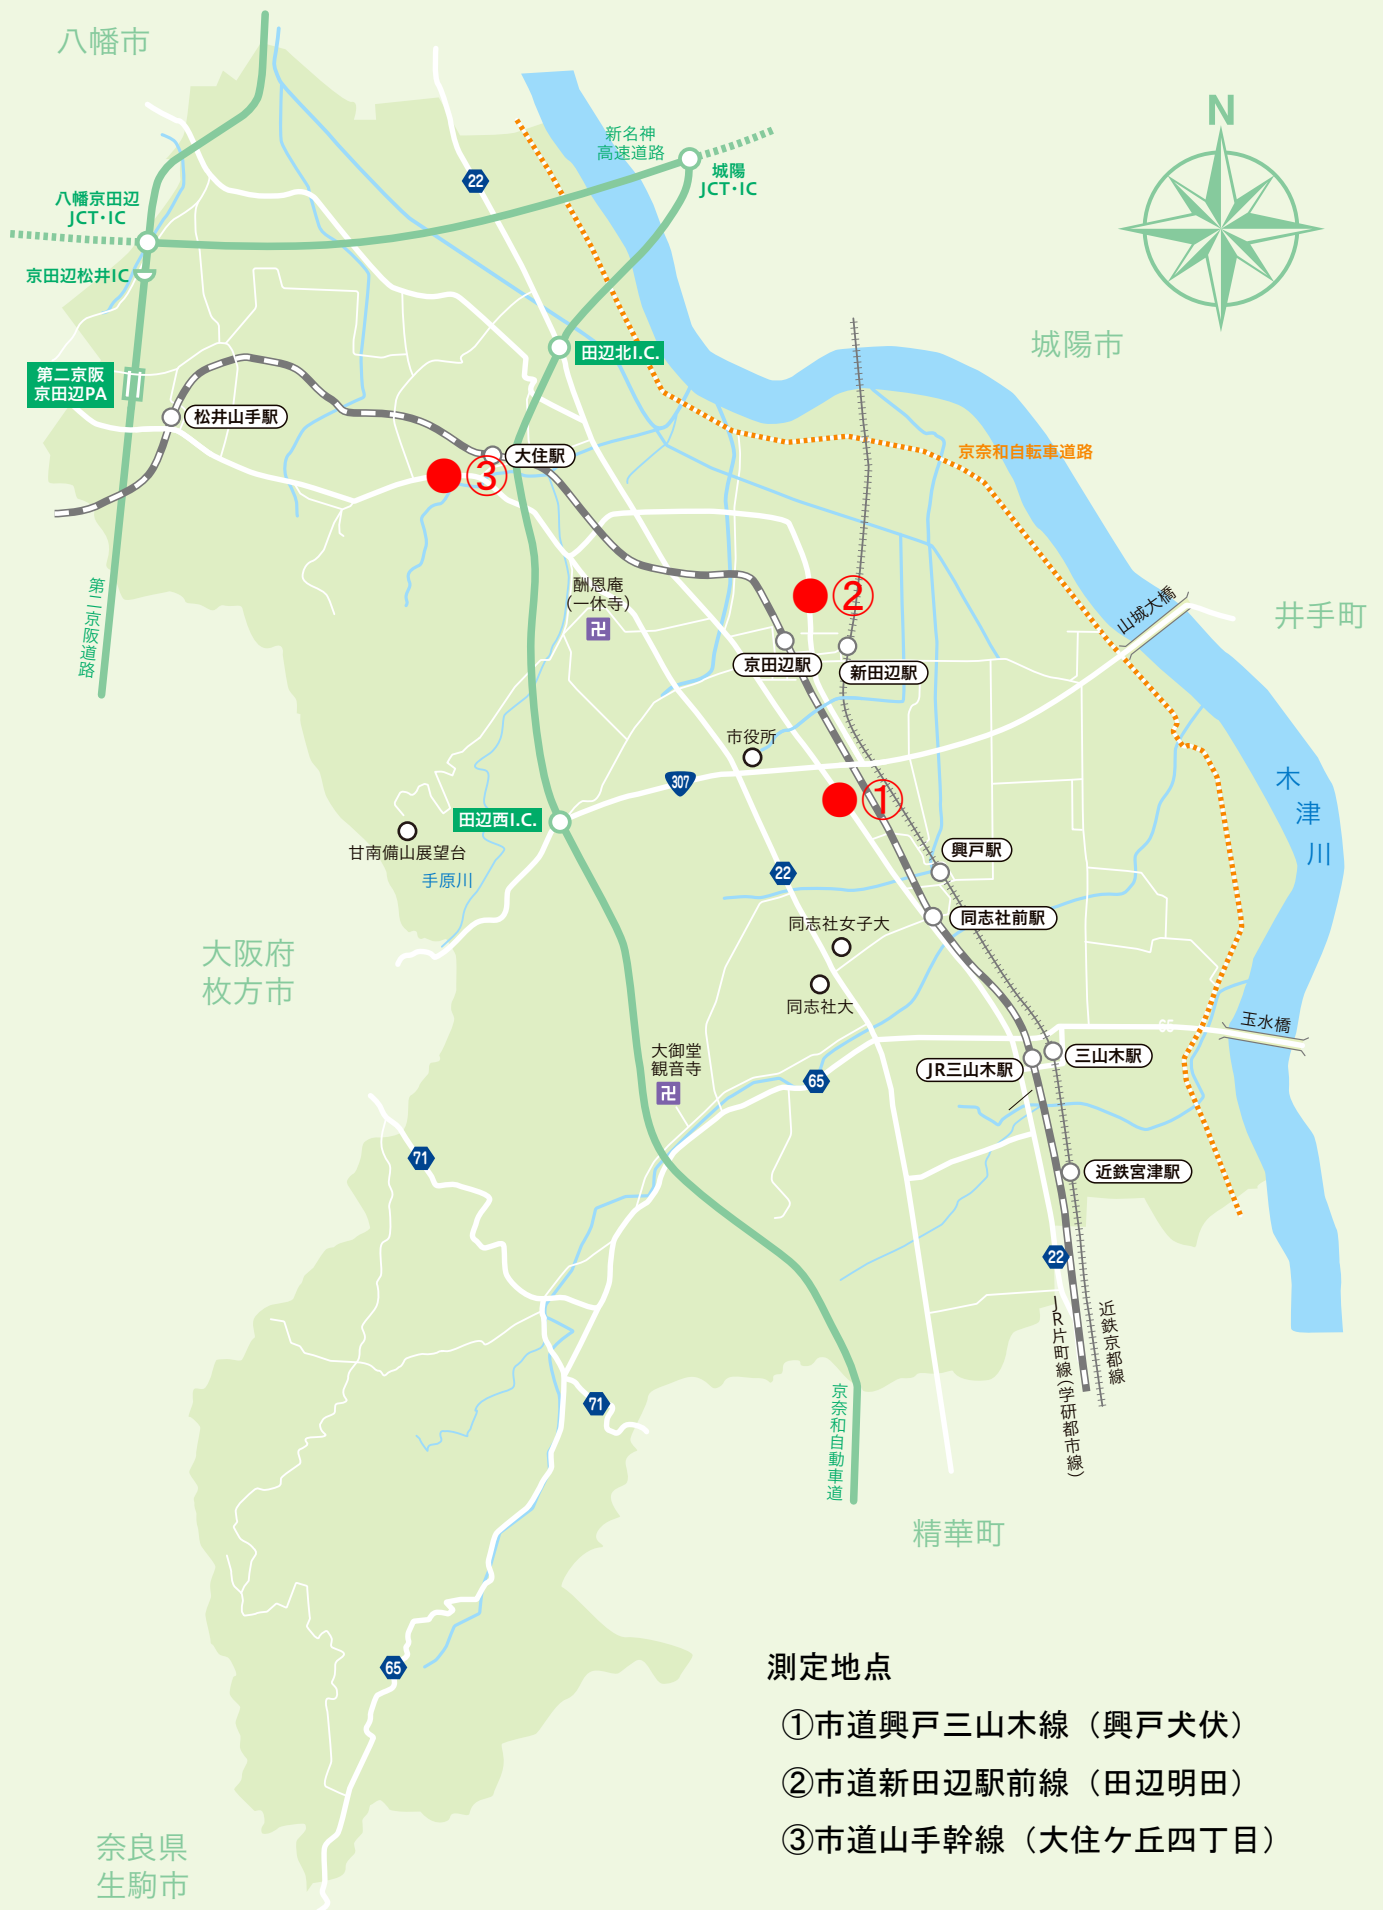 八幡市
N
新名神
高速道路
城陽
JCT・IC
22
八幡京田辺
JCT・IC
京田辺松井IC
城陽市
田辺北I.C.
第二京阪
京田辺PA
松井山手駅
大住駅
③
京奈和自転車道路
第二京阪道路
酬恩庵
(一休寺)
卍
②
山城大橋
井手町
京田辺駅
新田辺駅
市役所
307
①
木津川
田辺西I.C.
甘南備山展望台
手原川
興戸駅
22
同志社女子大
同志社前駅
大阪府
枚方市
同志社大
65
玉水橋
大御堂
観音寺
卍
65
三山木駅
JR三山木駅
71
近鉄宮津駅
22
JR片町線(学研都市線)
近鉄京都線
71
京奈和自動車道
精華町
65
測定地点
①市道興戸三山木線（興戸犬伏）
②市道新田辺駅前線（田辺明田）
③市道山手幹線（大住ケ丘四丁目）
奈良県
生駒市